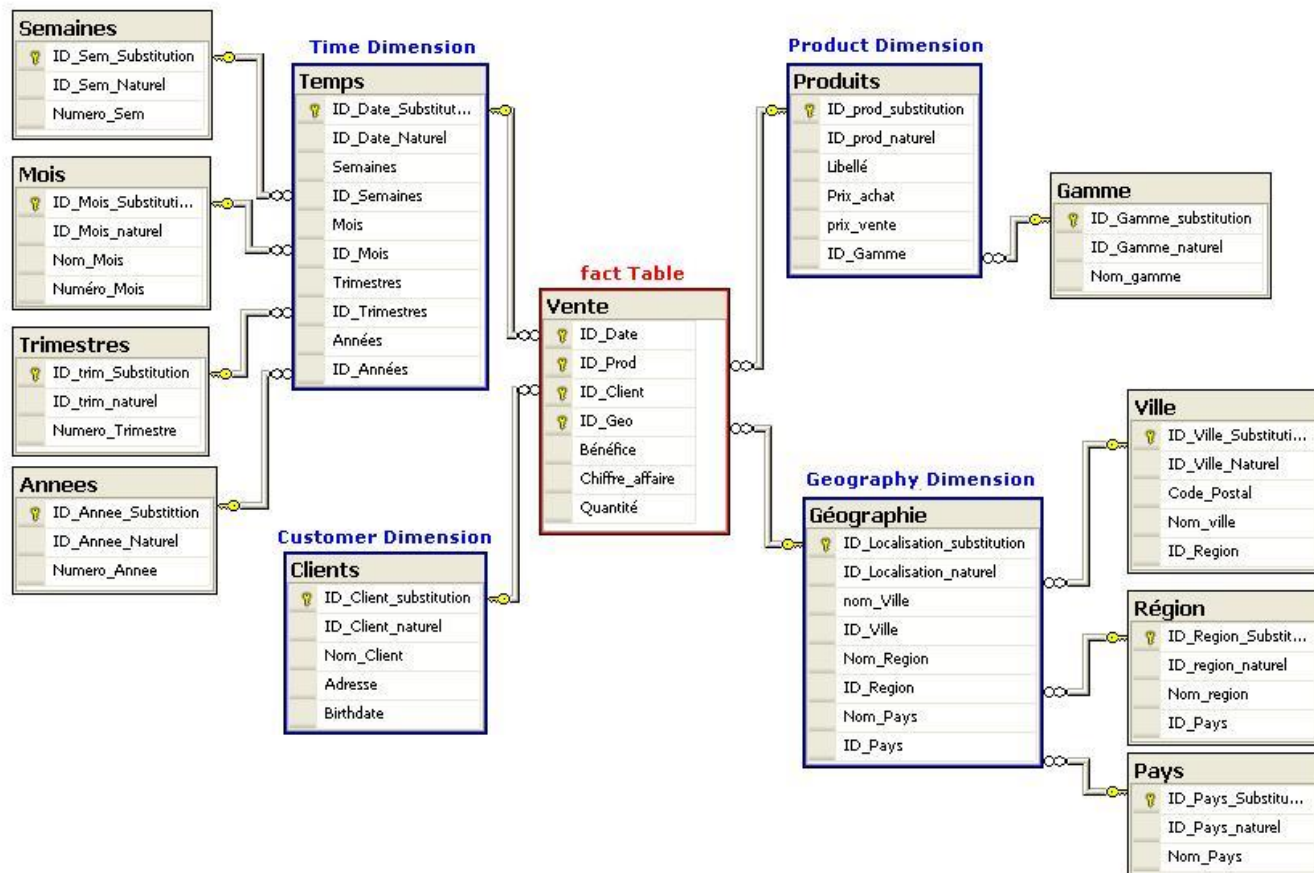 Semaines
ID_Sem_Substitution
ID_Sem_Naturel
Numero_Sem
Mois
ID_Mois_Substituti...
ID_Mois_naturel
Nom_Mois
Numéro_Mois
Trimestres
ID_trim_Substitution
ID_trim_naturel
Numero_Trimestre
Annees
ID_Annee_Substittion
ID_Annee_Naturel
Numero_Annee
Time Dimension
Temps
ID_Date_Substitut...
ID_Date_Naturel
Semaines
ID_Semaines
Mois
ID_Mois
Trimestres
ID_Trimestres
Années
ID_Années
Customer Dimension
Clients
ID_Client_substitution
ID_Client_naturel
Nom_Client
Adresse
Birthdate
fact Table
Vente
ID_Date
ID_Prod
ID_Client
ID_Geo
Bénéfice
Chiffre_affaire
Quantité
Product Dimension
Produits
ID_prod_substitution
ID_prod_naturel
Libellé
Prix_achat
prix_vente
ID_Gamme
Gamme
ID_Gamme_substitution
ID_Gamme_naturel
Nom_gamme
Geography Dimension
Géographie
ID_Localisation_substitution
ID_Localisation_naturel
nom_Ville
ID_Ville
Nom_Region
ID_Region
Nom_Pays
ID_Pays
Ville
ID_Ville_Substituti...
ID_Ville_Naturel
Code_Postal
Nom_ville
ID_Region
Région
ID_Region_Substit...
ID_region_naturel
Nom_region
ID_Pays
Pays
ID_Pays_Substitu...
ID_Pays_naturel
Nom_Pays